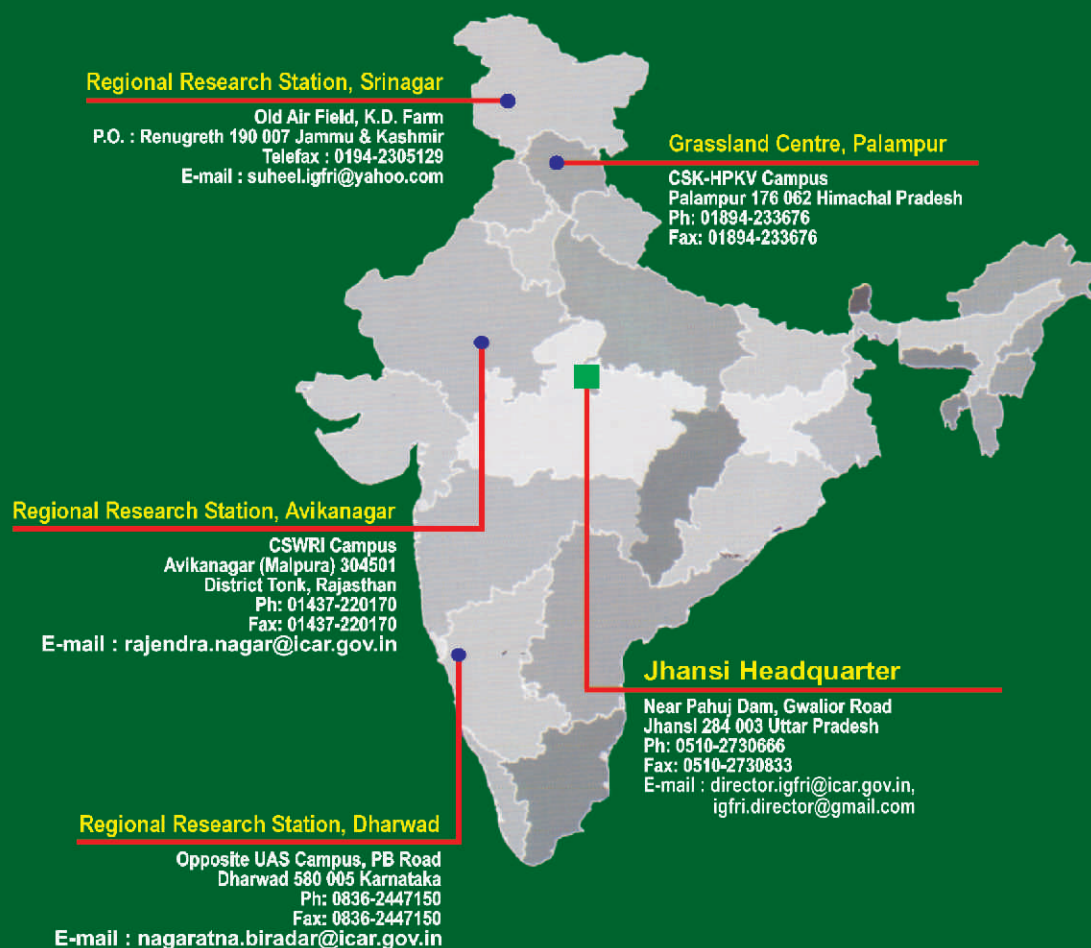 Regional Research Station, Srinagar
Old Air Field, K.D. Farm
P.O. : Renugreth 190 007 Jammu & Kashmir
Telefax : 0194-2305129
E-mail : suheel.igfri@yahoo.com
Grassland Centre, Palampur
CSK-HPKV Campus
Palampur 176 062 Himachal Pradesh
Ph: 01894-233676
Fax: 01894-233676
Regional Research Station, Avikanagar
CSWRI Campus
Avikanagar (Malpura) 304501
District Tonk, Rajasthan
Ph: 01437-220170
Fax: 01437-220170
E-mail : rajendra.nagar@icar.gov.in
Jhansi Headquarter
Near Pahuj Dam, Gwalior Road
Jhansi 284 003 Uttar Pradesh
Ph: 0510-2730666
Fax: 0510-2730833
E-mail : director.igfri@icar.gov.in,
igfri.director@gmail.com
Regional Research Station, Dharwad
Opposite UAS Campus, PB Road
Dharwad 580 005 Karnataka
Ph: 0836-2447150
Fax: 0836-2447150
E-mail : nagaratna.biradar@icar.gov.in